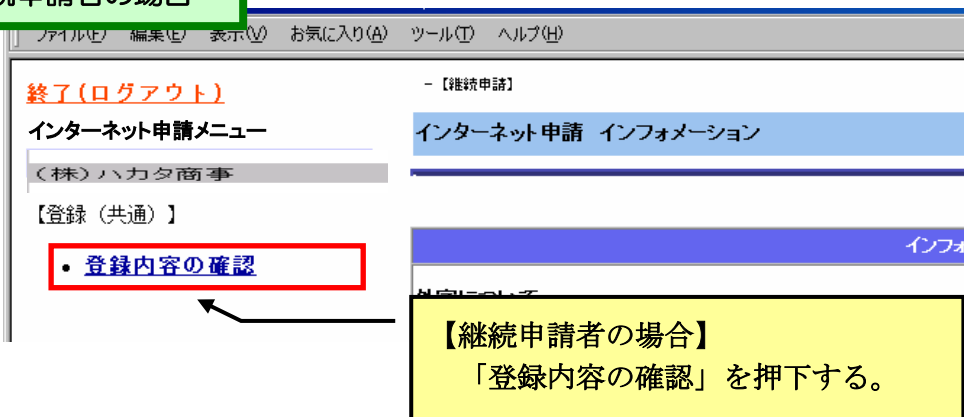 ファイル(F) 編集(E) 表示(V) お気に入り(A) ツール(T) ヘルプ(H)
終了(ログアウト)
インターネット申請メニュー
(株)ハカタ商事
【登録（共通）】
• 登録内容の確認
－【継続申請】
インターネット申請 インフォメーション
インフォ
【継続申請者の場合】
「登録内容の確認」を押下する。